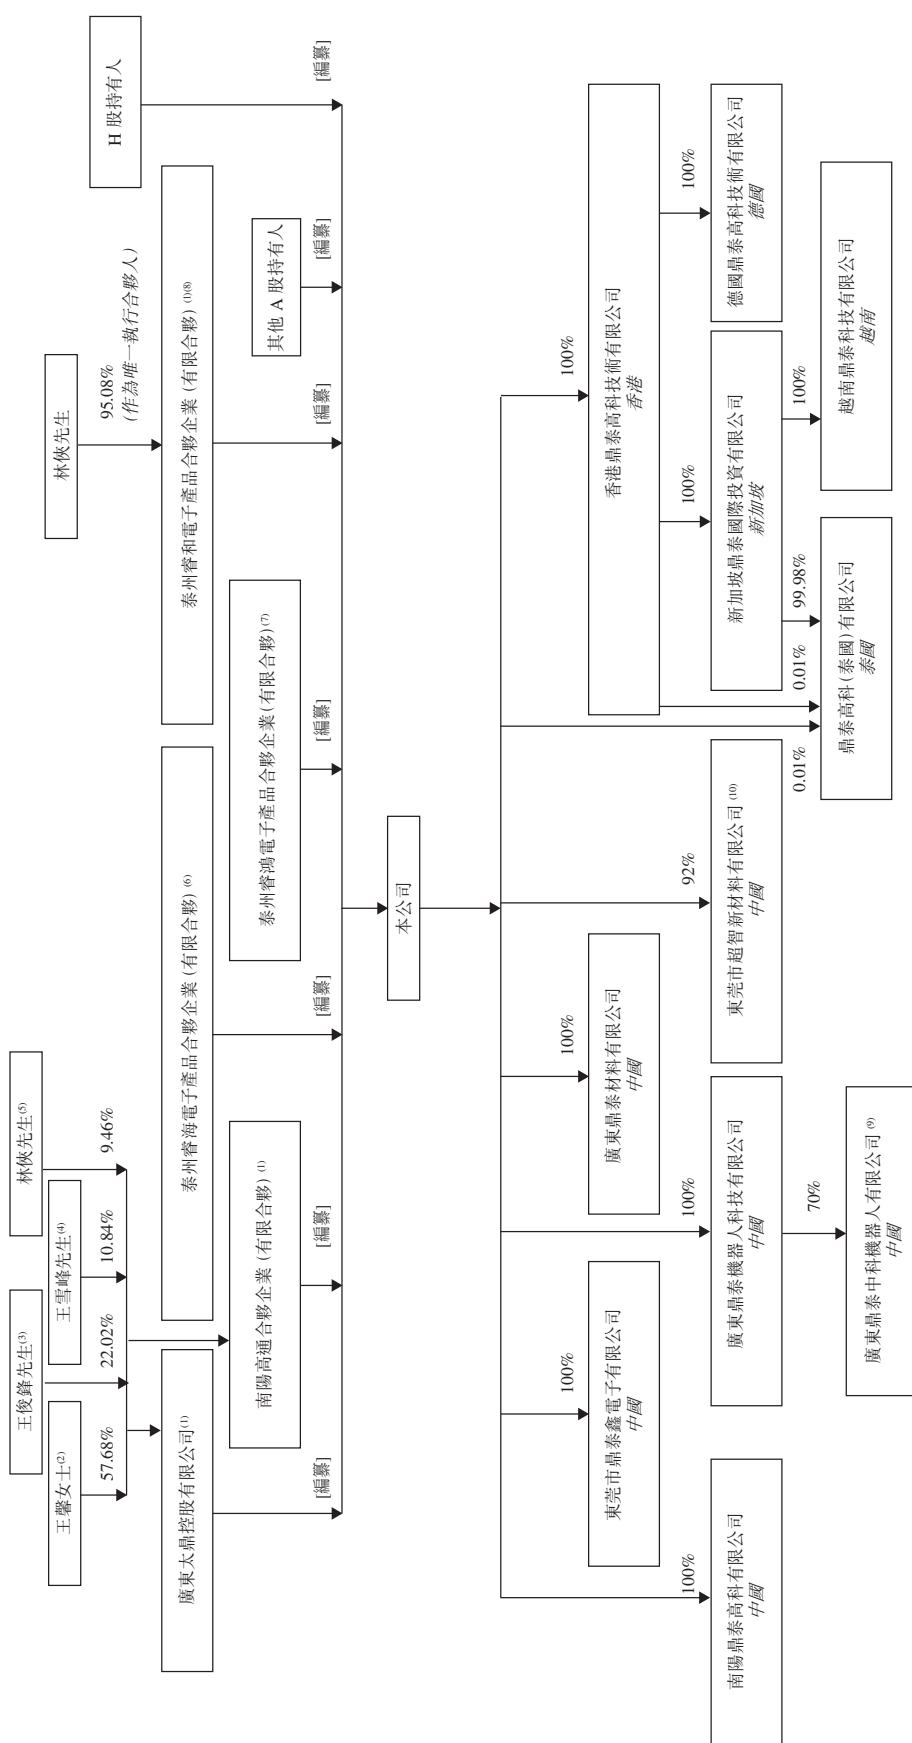 王馨女士(2)
57.68%
王俊鋒先生(3)
22.02%
王雪峰先生(4)
10.84%
林俠先生(5)
9.46%
林俠先生
95.08%
(作為唯一執行合夥人)
H 股持有人
廣東太鼎控股有限公司(1)
泰州睿海電子產品合夥企業(有限合夥)(6)
泰州睿和電子產品合夥企業(有限合夥)(1)(8)
南陽高通合夥企業(有限合夥)(1)
泰州睿鴻電子產品合夥企業(有限合夥)(7)
其他 A 股持有人
[編纂]
[編纂]
[編纂]
[編纂]
[編纂]
[編纂]
[編纂]
本公司
100%
100%
100%
東莞市鼎泰鑫電子有限公司
中國
廣東鼎泰材料有限公司
中國
香港鼎泰高科技術有限公司
香港
100%
100%
92%
100%
100%
南陽鼎泰高科有限公司
中國
廣東鼎泰機器人科技有限公司
中國
東莞市超智新材料有限公司(10)
中國
新加坡鼎泰國際投資有限公司
新加坡
德國鼎泰高科技術有限公司
德國
70%
0.01%
0.01%
99.98%
100%
廣東鼎泰中科機器人有限公司(9)
中國
鼎泰高科(泰國)有限公司
泰國
越南鼎泰科技有限公司
越南